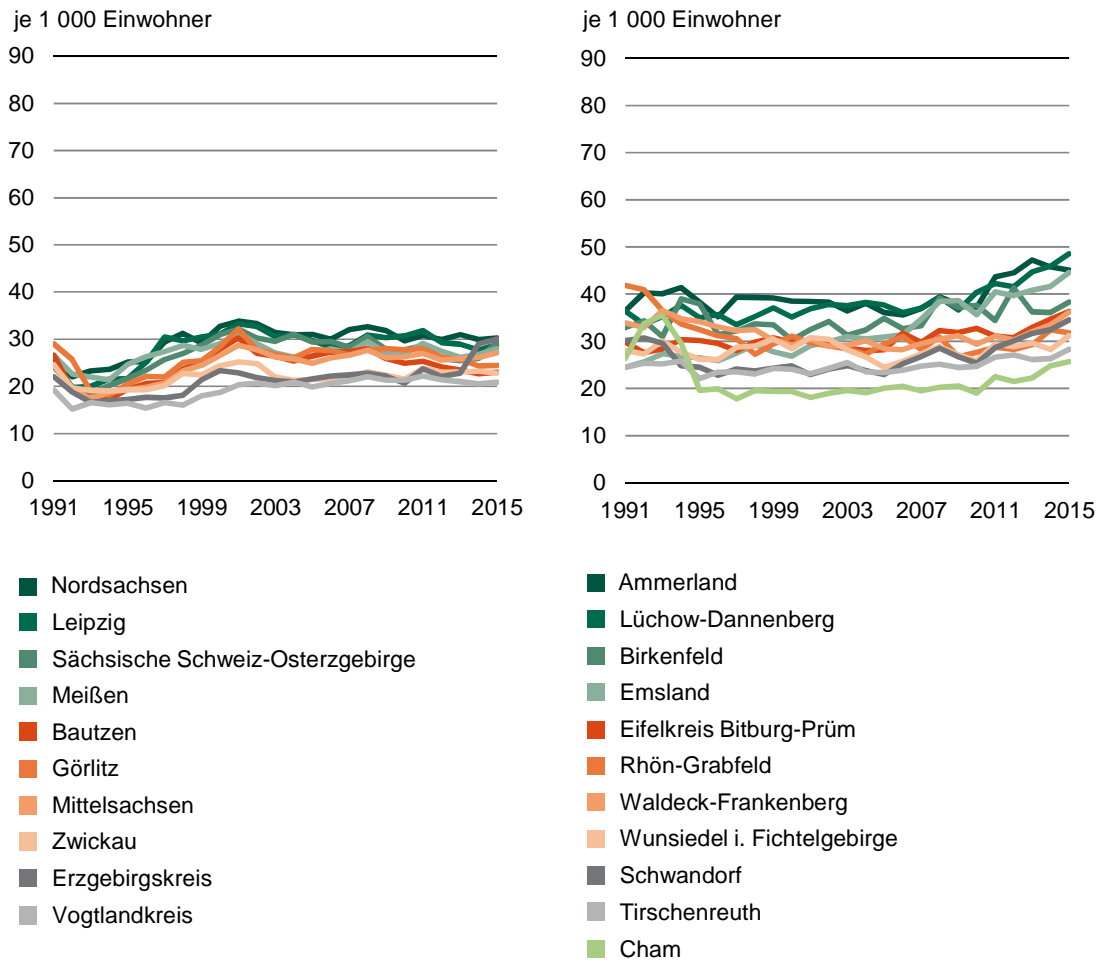 je 1 000 Einwohner
90
80
70
60
50
40
30
20
10
0
1991 1995 1999 2003 2007 2011 2015
Nordsachsen
Leipzig
Sächsische Schweiz-Osterzgebirge
Meißen
Bautzen
Görlitz
Mittelsachsen
Zwickau
Erzgebirgskreis
Vogtlandkreis
je 1 000 Einwohner
90
80
70
60
50
40
30
20
10
0
1991 1995 1999 2003 2007 2011 2015
Ammerland
Lüchow-Dannenberg
Birkenfeld
Emsland
Eifelkreis Bitburg-Prüm
Rhön-Grabfeld
Waldeck-Frankenberg
Wunsiedel i. Fichtelgebirge
Schwandorf
Tirschenreuth
Cham